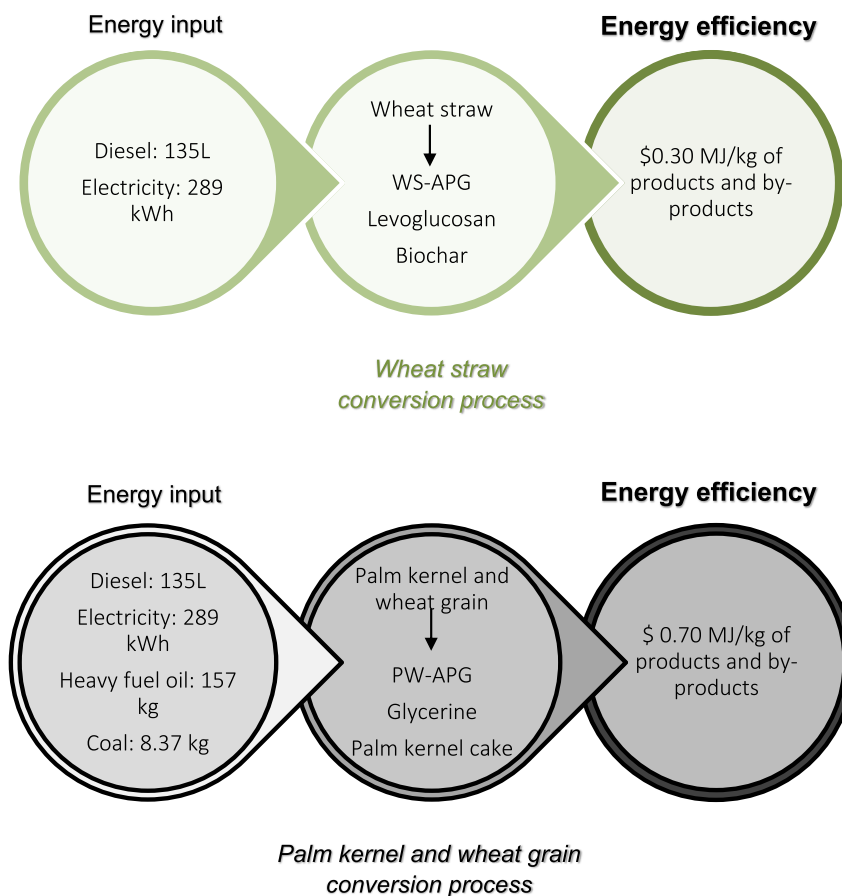 Energy input
Energy efficiency
Diesel: 135L
Electricity: 289
kWh
Wheat straw
WS-APG
Levoglucosan
Biochar
$0.30 MJ/kg of
products and by-
products
Wheat straw
conversion process
Energy input
Energy efficiency
Diesel: 135L
Electricity: 289
kWh
Heavy fuel oil: 157
kg
Coal: 8.37 kg
Palm kernel and
wheat grain
PW-APG
Glycerine
Palm kernel cake
$ 0.70 MJ/kg of
products and by-
products
Palm kernel and wheat grain
conversion process